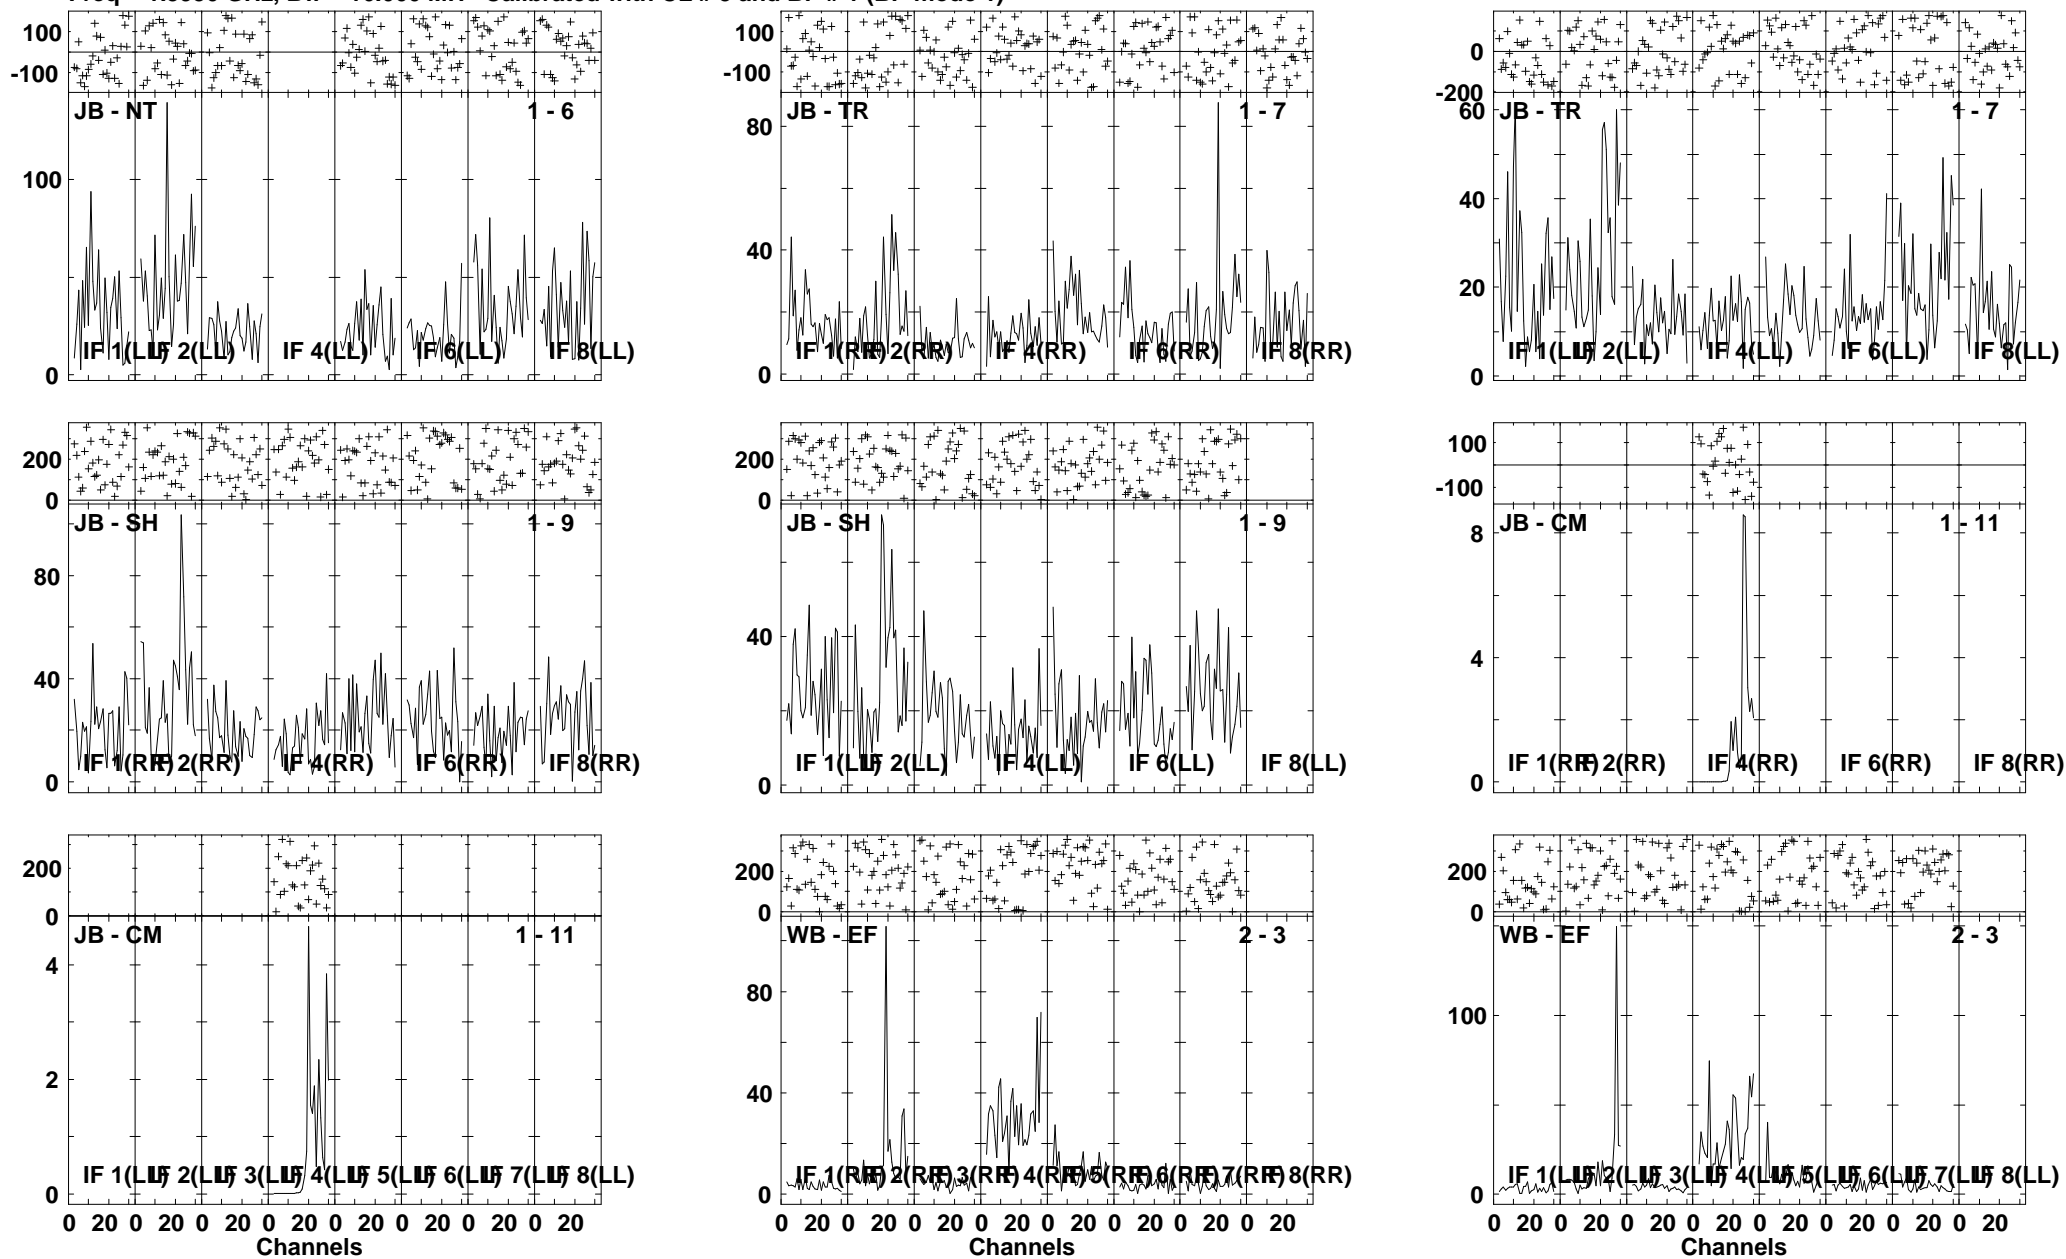 100
-100
JB - NT 1 - 6
100
0
IF 1(LL) IF 2(LL) IF 4(LL) IF 6(LL) IF 8(LL)
100
-100
JB - TR 1 - 7
80
40
0
IF 1(RR) IF 2(RR) IF 4(RR) IF 6(RR) IF 8(RR)
0
-200
JB - TR 1 - 7
60
40
20
0
IF 1(LL) IF 2(LL) IF 4(LL) IF 6(LL) IF 8(LL)
200
0
JB - SH 1 - 9
80
40
0
IF 1(RR) IF 2(RR) IF 4(RR) IF 6(RR) IF 8(RR)
200
0
JB - SH 1 - 9
40
0
IF 1(LL) IF 2(LL) IF 4(LL) IF 6(LL) IF 8(LL)
100
-100
JB - CM 1 - 11
8
4
0
IF 1(RR) IF 2(RR) IF 4(RR) IF 6(RR) IF 8(RR)
200
0
JB - CM 1 - 11
4
2
0
IF 1(LL) IF 2(LL) IF 3(LL) IF 4(LL) IF 5(LL) IF 6(LL) IF 7(LL) IF 8(LL)
0 20 0 20 0 20 0 20 0 20 0 20 0 20 0 20
Channels
200
0
WB - EF 2 - 3
80
40
0
IF 1(RR) IF 2(RR) IF 3(RR) IF 4(RR) IF 5(RR) IF 6(RR) IF 7(RR) IF 8(RR)
0 20 0 20 0 20 0 20 0 20 0 20 0 20 0 20
Channels
200
0
WB - EF 2 - 3
100
0
IF 1(LL) IF 2(LL) IF 3(LL) IF 4(LL) IF 5(LL) IF 6(LL) IF 7(LL) IF 8(LL)
0 20 0 20 0 20 0 20 0 20 0 20 0 20 0 20
Channels